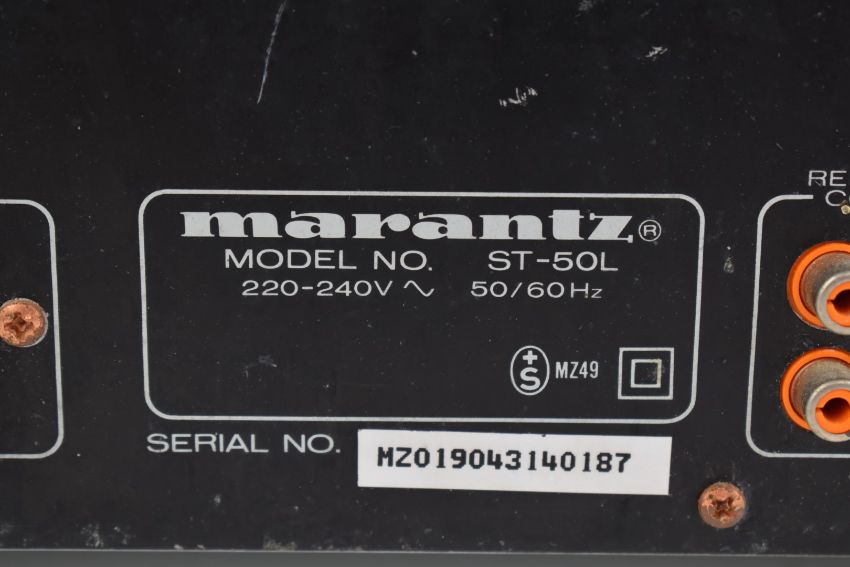 marantz®
MODEL NO. ST-50L
220-240V ∿ 50/60Hz
+S MZ49
SERIAL NO. MZ019043140187